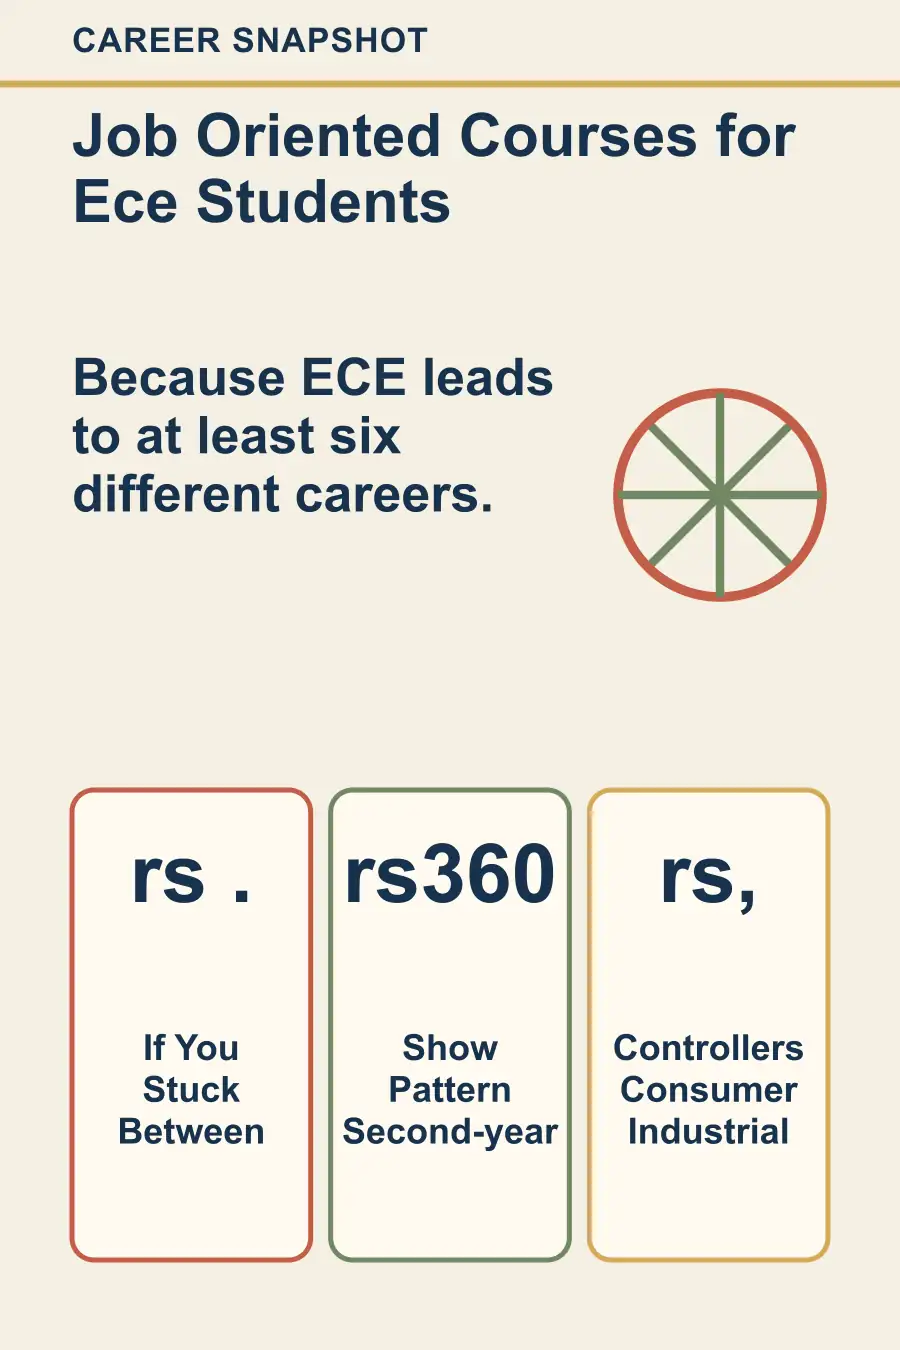 CAREER SNAPSHOT
Job Oriented Courses for
Ece Students
Because ECE leads
to at least six
different careers.
rs .
If You
Stuck
Between
rs360
Show
Pattern
Second-year
rs,
Controllers
Consumer
Industrial